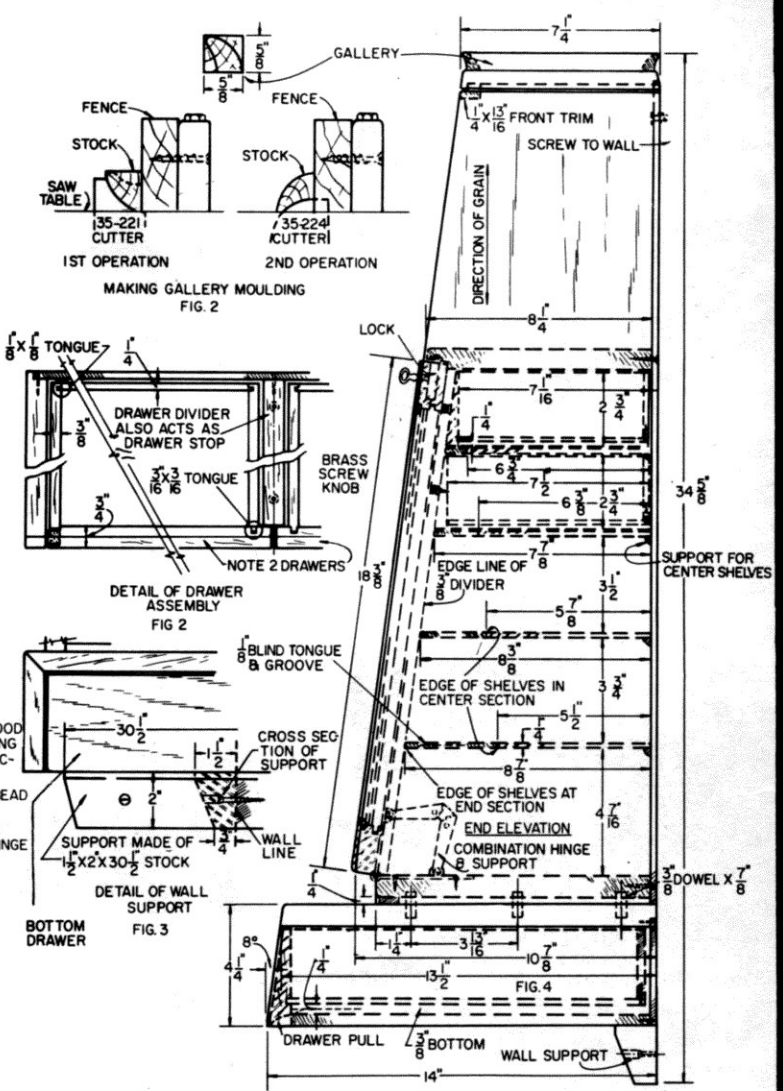 7 1/4"
GALLERY
5/8"
5/8"
FENCE
FENCE
STOCK
STOCK
SAW
TABLE
35-221
CUTTER
35-224
CUTTER
1ST OPERATION
2ND OPERATION
MAKING GALLERY MOULDING
FIG. 2
1/4" x 13/16" FRONT TRIM
SCREW TO WALL
DIRECTION OF GRAIN
8 1/4"
LOCK
1/8" x 1/8" TONGUE
1/4"
DRAWER DIVIDER
ALSO ACTS AS
DRAWER STOP
3/8"
3/16" x 3/16" TONGUE
3/4"
BRASS
SCREW
KNOB
NOTE 2 DRAWERS
DETAIL OF DRAWER
ASSEMBLY
FIG 2
7 1/16"
2 3/4"
1/4"
6 3/4"
7 1/2"
6 3/8"
2 3/4"
34 5/8"
7 7/8"
SUPPORT FOR
CENTER SHELVES
18 3/8"
3/8"
EDGE LINE OF
DIVIDER
3 1/2"
5 7/8"
1/8" BLIND TONGUE
& GROOVE
8 3/8"
EDGE OF SHELVES IN
CENTER SECTION
3 3/4"
5 1/2"
1/4"
8 7/8"
EDGE OF SHELVES AT
END SECTION
END ELEVATION
COMBINATION HINGE
& SUPPORT
4 7/16"
3/8" DOWEL X 7/8"
OOD
NG
C-
EAD
INGE
30 1/2"
1 1/2"
CROSS SEC-
TION OF
SUPPORT
2"
3/4"
WALL
LINE
SUPPORT MADE OF
1 1/2" x 2" x 30 1/2" STOCK
DETAIL OF WALL
SUPPORT
FIG. 3
BOTTOM
DRAWER
1/4"
1 1/4"
3 3/16"
10 7/8"
8°
4 1/4"
1/4"
13 1/2"
FIG. 4
DRAWER PULL
3/8" BOTTOM
WALL SUPPORT
14"